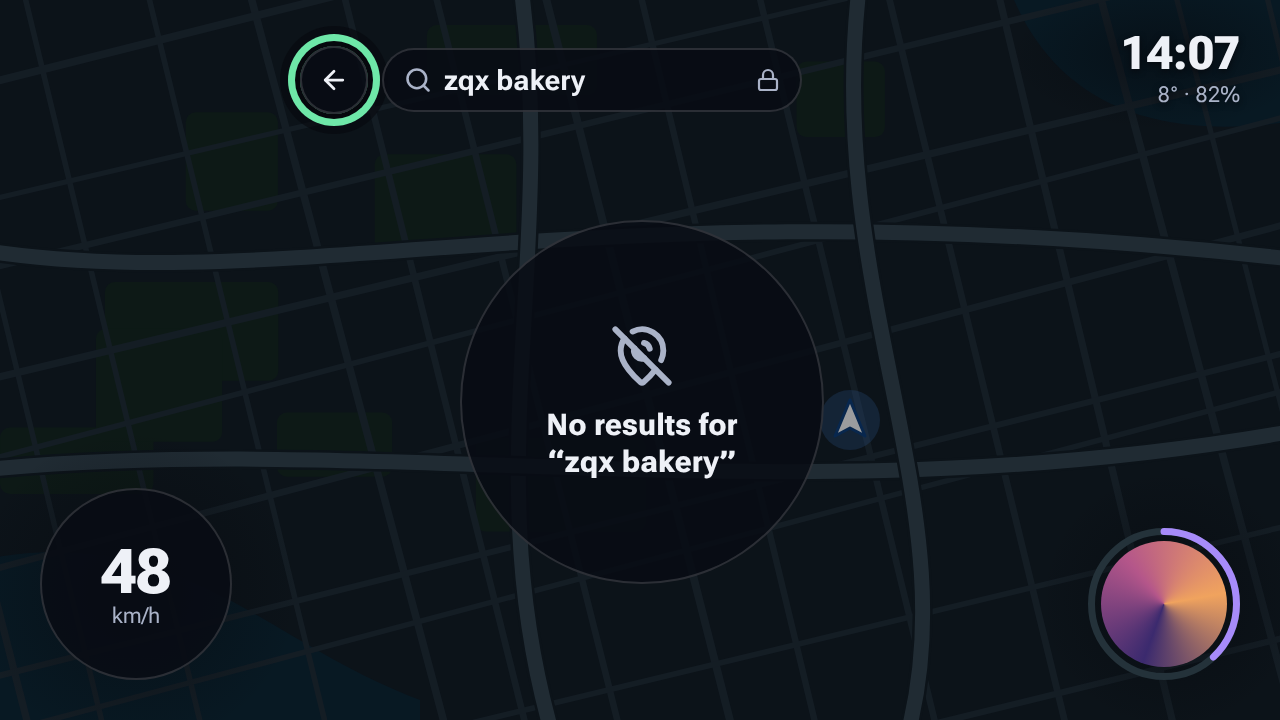 zqx bakery
14:07
8° · 82%
No results for
“zqx bakery”
48
km/h